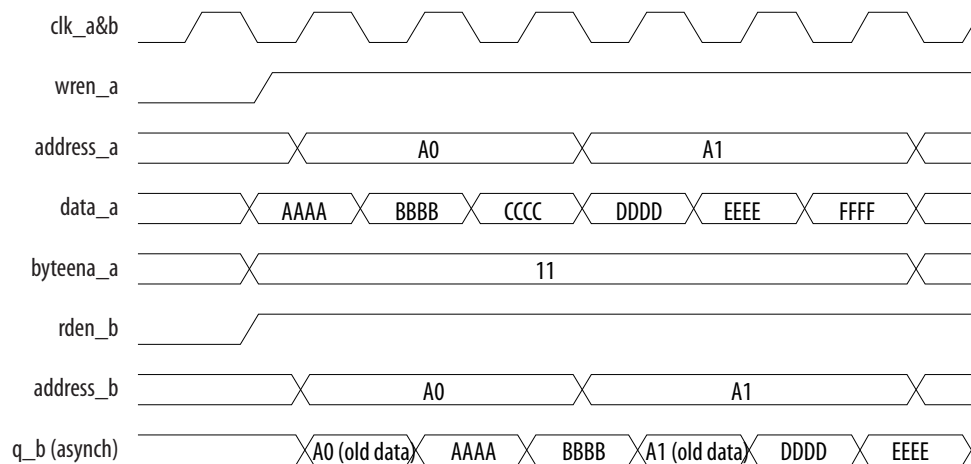 clk_a&b
wren_a
address_a A0 A1
data_a AAAA BBBB CCCC DDDD EEEE FFFF
byteena_a 11
rden_b
address_b A0 A1
q_b (asynch) A0 (old data) AAAA BBBB A1 (old data) DDDD EEEE